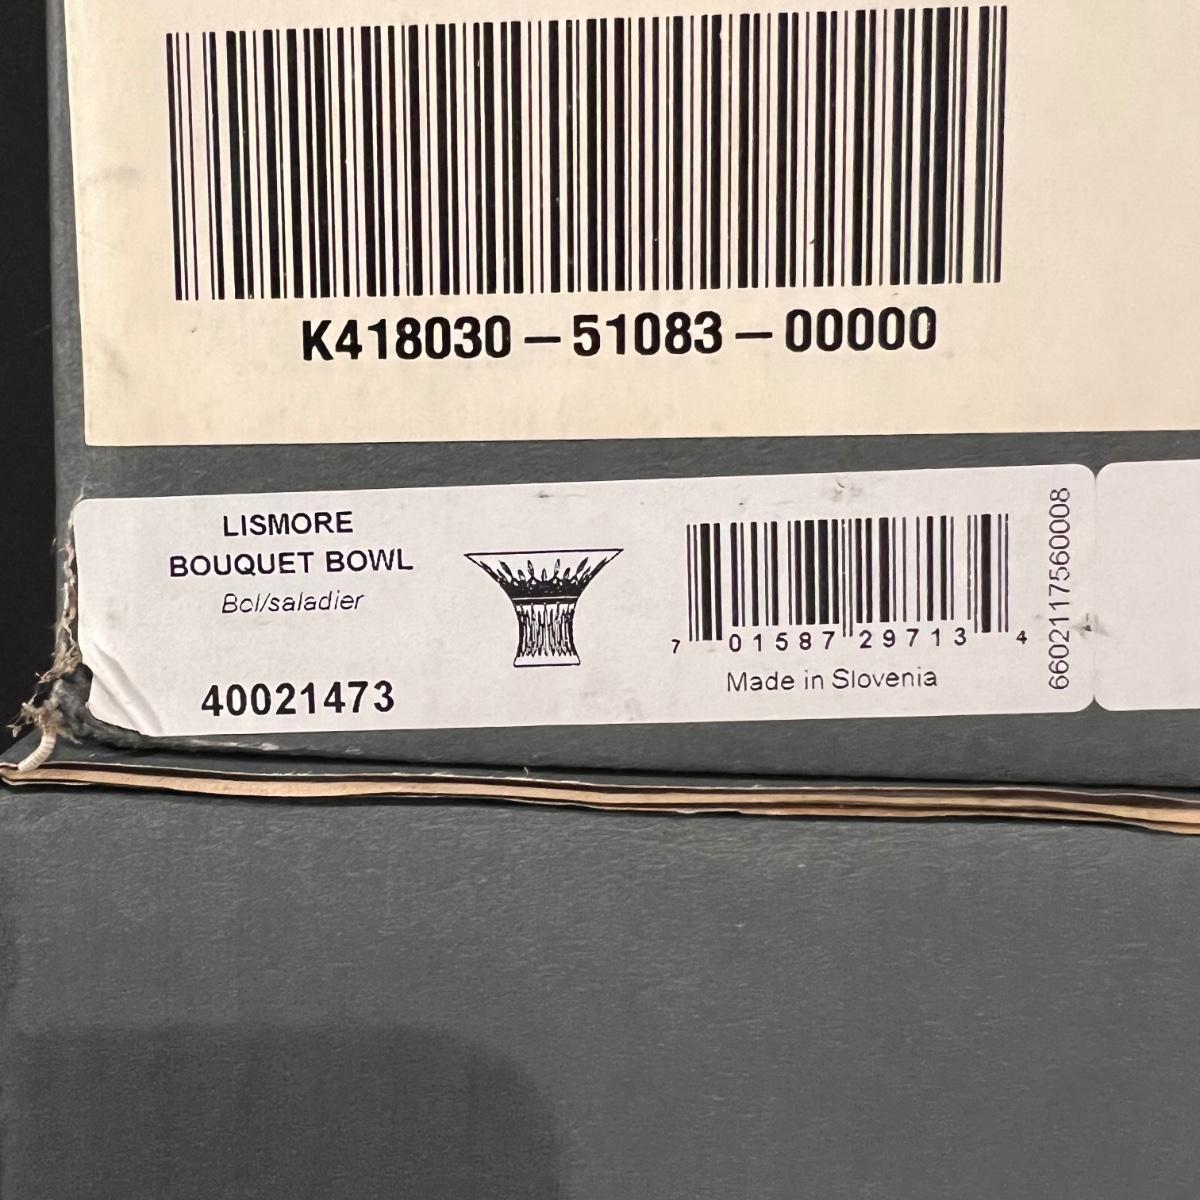 K418030-51083-00000
LISMORE
BOUQUET BOWL
Bol/saladier
40021473
7 01587 29713 4
Made in Slovenia
6602117560008